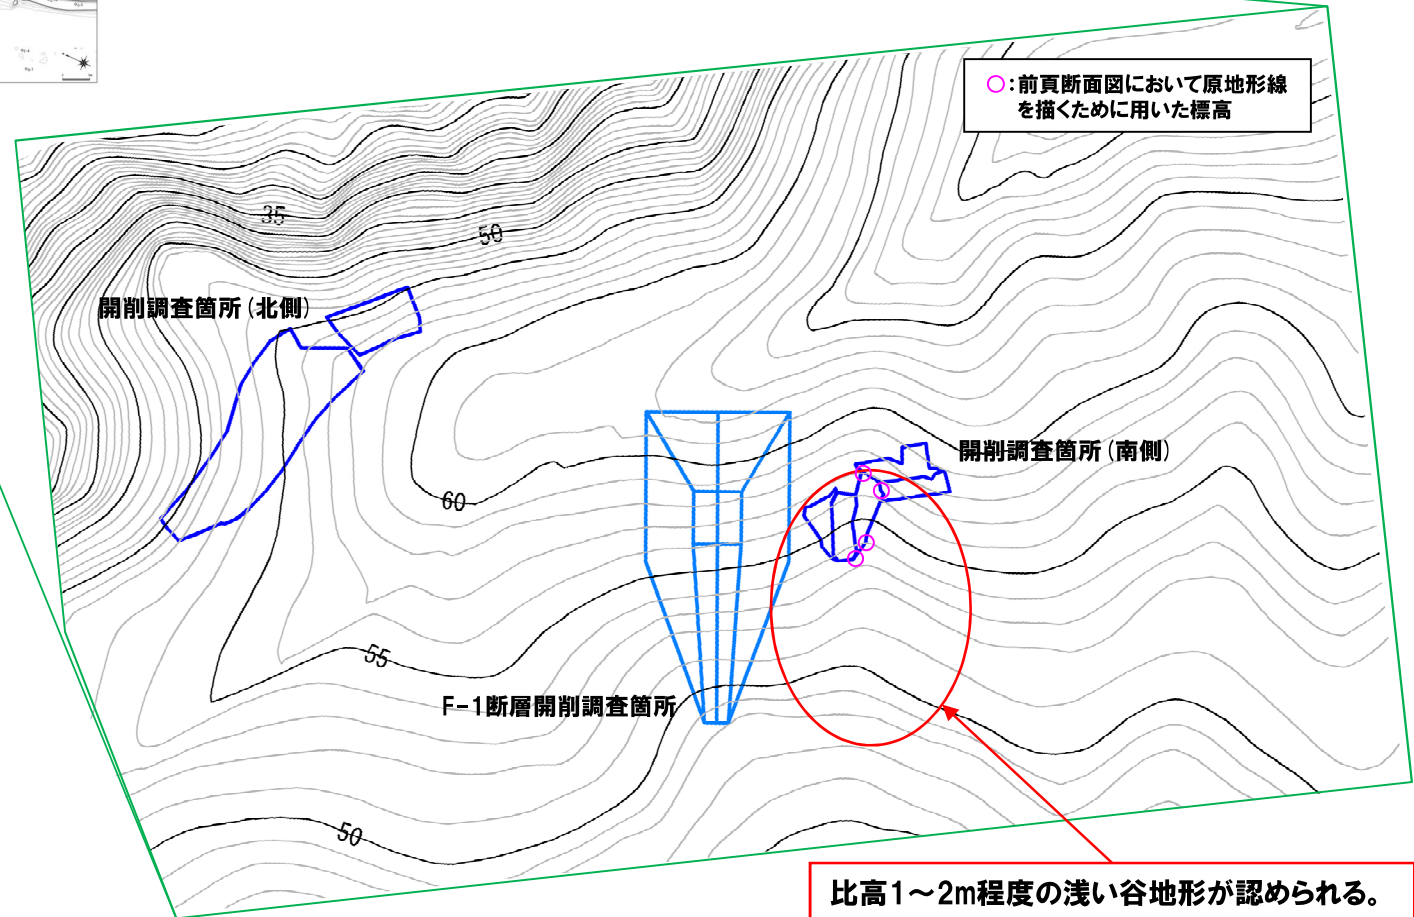 ○:前頁断面図において原地形線
を描くために用いた標高
35
50
開削調査箇所(北側)
開削調査箇所(南側)
60
55
F-1断層開削調査箇所
50
比高1~2m程度の浅い谷地形が認められる。